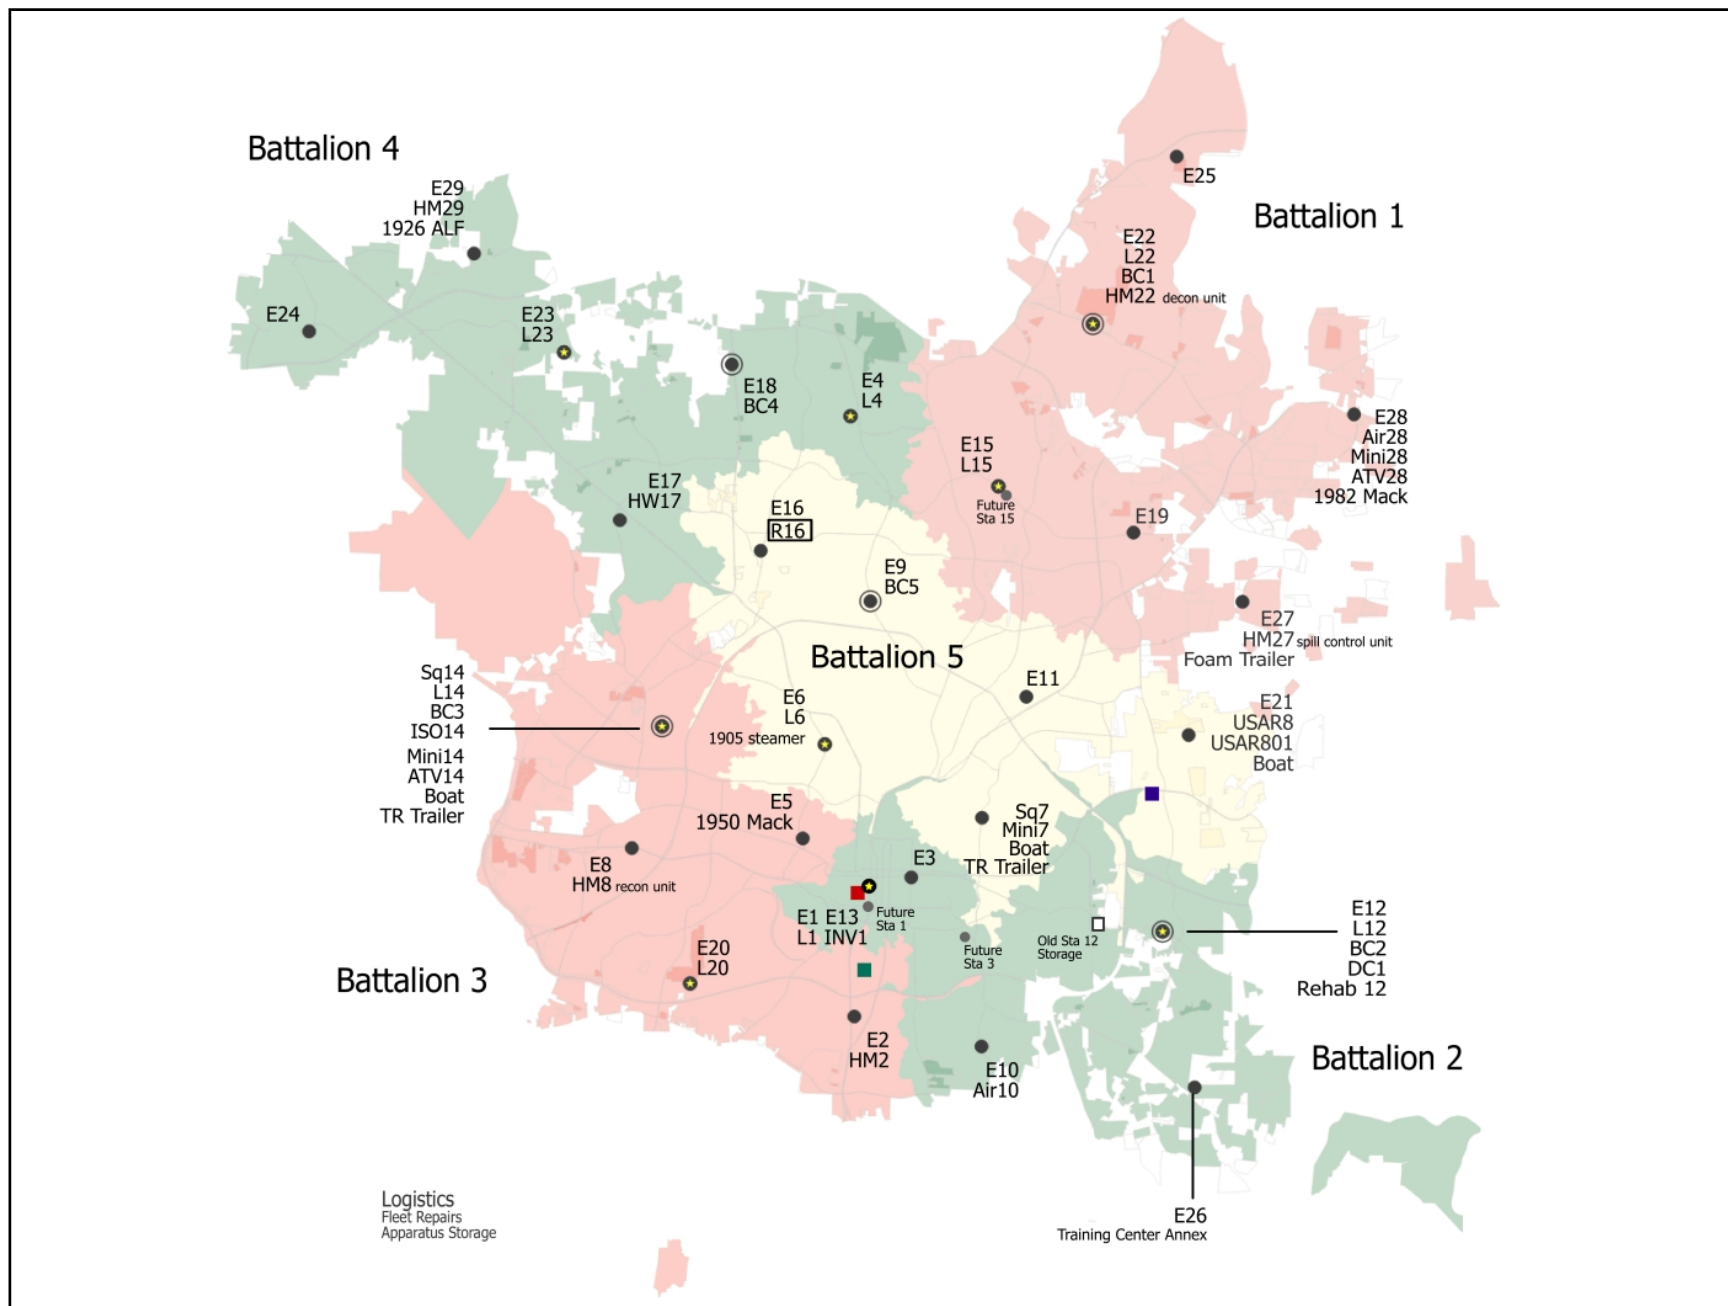 Battalion 4
E29
HM29
1926 ALF
E24
E23
L23
E18
BC4
E4
L4
E17
HW17
Battalion 1
E25
E22
L22
BC1
HM22 decon unit
E15
L15
Future
Sta 15
E19
E28
Air28
Mini28
ATV28
1982 Mack
E27
HM27 spill control unit
Foam Trailer
E16
R16
E9
BC5
Battalion 5
E11
E6
L6
1905 steamer
E21
USAR8
USAR801
Boat
Sq7
Mini7
Boat
TR Trailer
Sq14
L14
BC3
ISO14
Mini14
ATV14
Boat
TR Trailer
E5
1950 Mack
E8
HM8 recon unit
E3
E1 E13
L1 INV1
Future
Sta 1
Future
Sta 3
Old Sta 12
Storage
E12
L12
BC2
DC1
Rehab 12
Battalion 3
E20
L20
E2
HM2
E10
Air10
Battalion 2
E26
Training Center Annex
Logistics
Fleet Repairs
Apparatus Storage